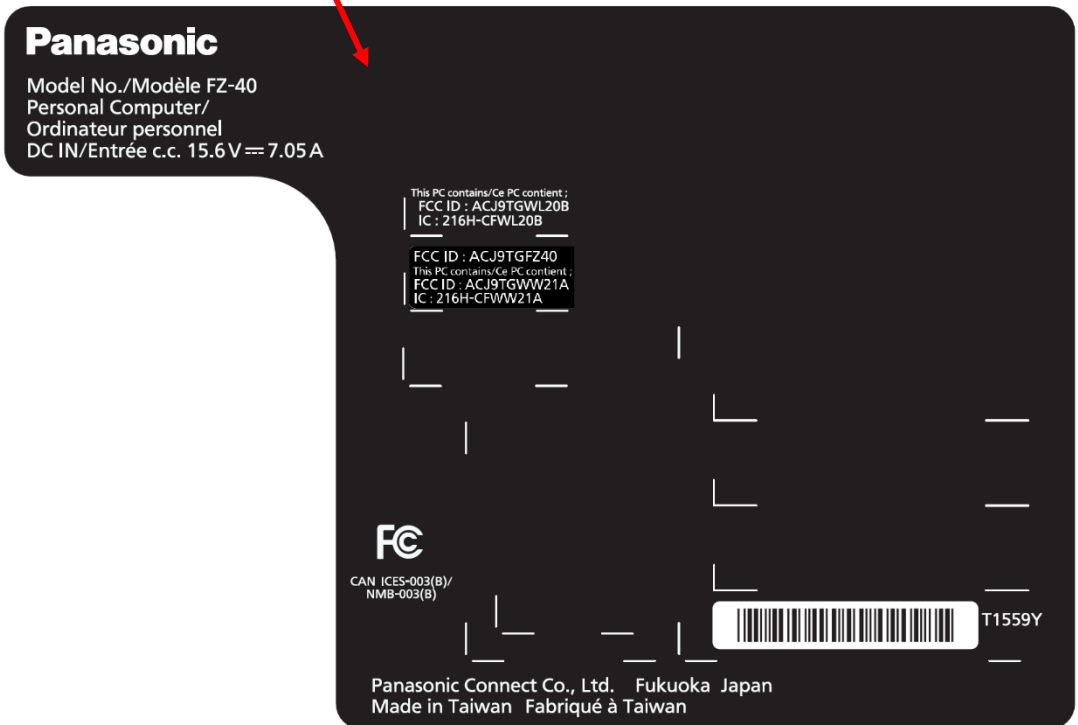 Panasonic
Model No./Modèle FZ-40
Personal Computer/
Ordinateur personnel
DC IN/Entrée c.c. 15.6 V ⎓ 7.05 A
This PC contains/Ce PC contient ;
FCC ID : ACJ9TGWL20B
IC : 216H-CFWL20B
FCC ID : ACJ9TGFZ40
This PC contains/Ce PC contient ;
FCC ID : ACJ9TGWW21A
IC : 216H-CFWW21A
FC
CAN ICES-003(B)/
NMB-003(B)
T1559Y
Panasonic Connect Co., Ltd. Fukuoka Japan
Made in Taiwan Fabriqué à Taiwan